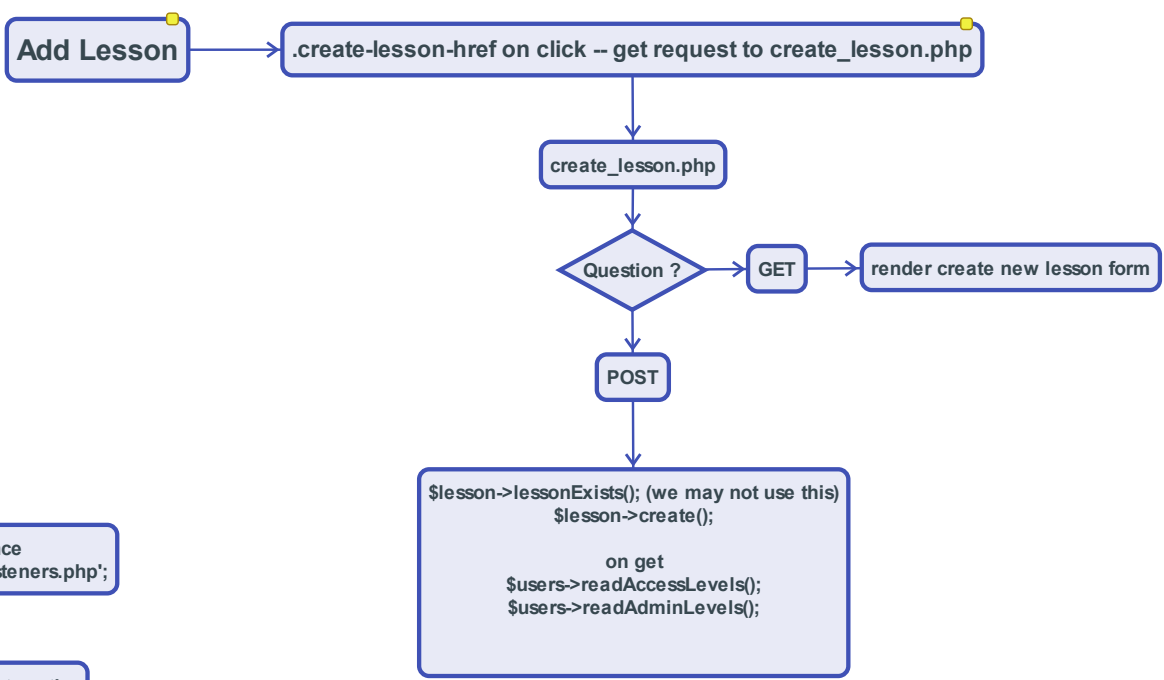 Add Lesson
.create-lesson-href on click -- get request to create_lesson.php
create_lesson.php
Question ?
GET
render create new lesson form
POST
$lesson->lessonExists(); (we may not use this)
$lesson->create();
on get
$users->readAccessLevels();
$users->readAdminLevels();